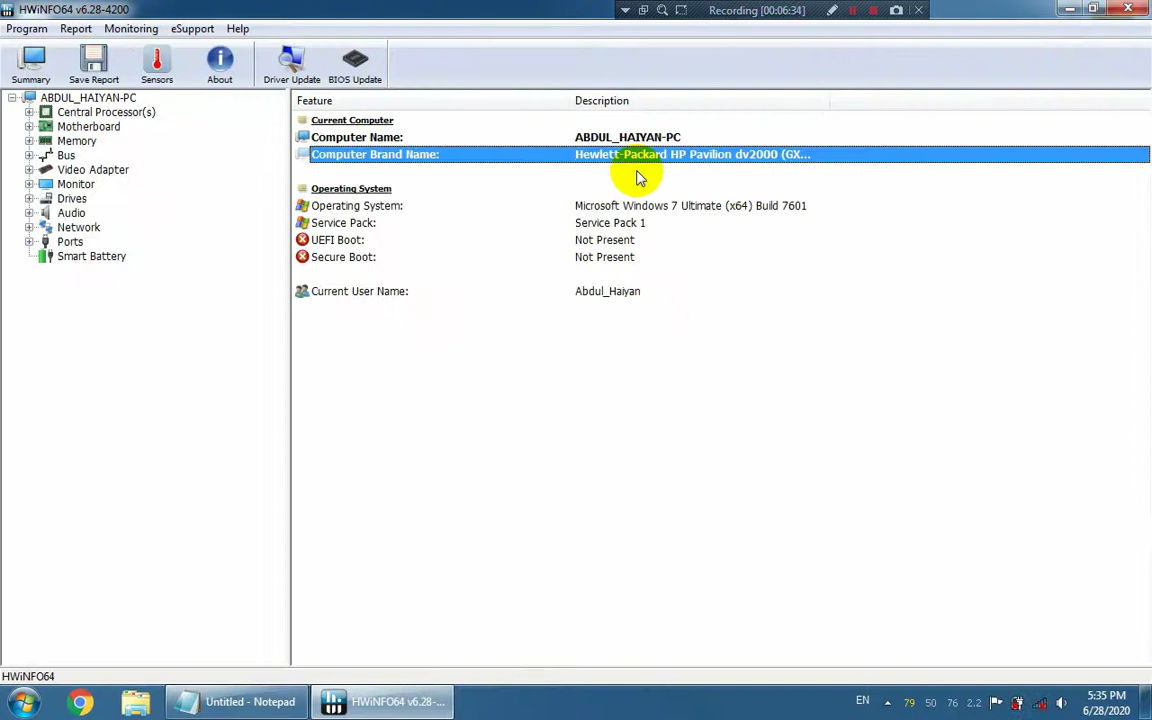 HWiNFO64 v6.28-4200
Recording [00:06:34]
Program Report Monitoring eSupport Help
Summary Save Report Sensors About Driver Update BIOS Update
ABDUL_HAIYAN-PC
Central Processor(s)
Motherboard
Memory
Bus
Video Adapter
Monitor
Drives
Audio
Network
Ports
Smart Battery
Feature Description
Current Computer
Computer Name: ABDUL_HAIYAN-PC
Computer Brand Name: Hewlett-Packard HP Pavilion dv2000 (GX...
Operating System
Operating System: Microsoft Windows 7 Ultimate (x64) Build 7601
Service Pack: Service Pack 1
UEFI Boot: Not Present
Secure Boot: Not Present
Current User Name: Abdul_Haiyan
HWiNFO64
Untitled - Notepad HWiNFO64 v6.28-... EN 79 50 76 2.2 5:35 PM
6/28/2020